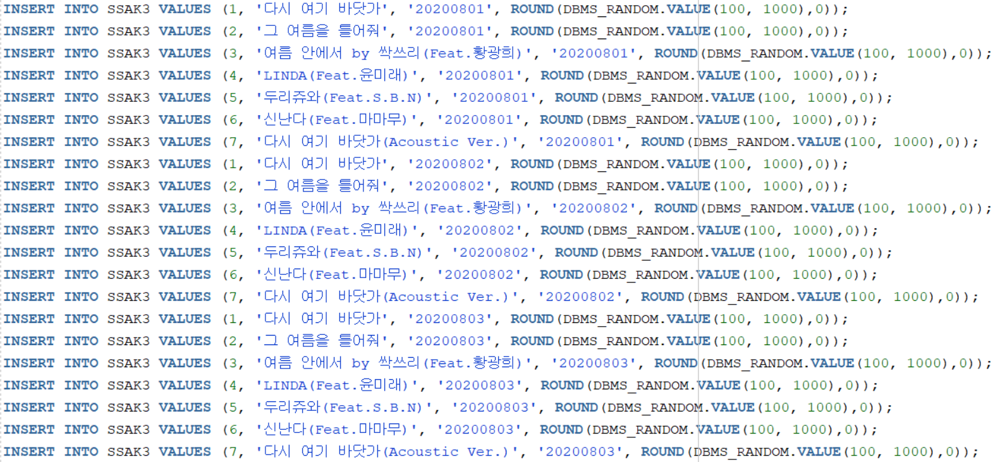 INSERT INTO SSAK3 VALUES (1, '다시 여기 바닷가', '20200801', ROUND(DBMS_RANDOM.VALUE(100, 1000),0));
INSERT INTO SSAK3 VALUES (2, '그 여름을 틀어줘', '20200801', ROUND(DBMS_RANDOM.VALUE(100, 1000),0));
INSERT INTO SSAK3 VALUES (3, '여름 안에서 by 싹쓰리(Feat.황광희)', '20200801', ROUND(DBMS_RANDOM.VALUE(100, 1000),0));
INSERT INTO SSAK3 VALUES (4, 'LINDA(Feat.윤미래)', '20200801', ROUND(DBMS_RANDOM.VALUE(100, 1000),0));
INSERT INTO SSAK3 VALUES (5, '두리쥬와(Feat.S.B.N)', '20200801', ROUND(DBMS_RANDOM.VALUE(100, 1000),0));
INSERT INTO SSAK3 VALUES (6, '신난다(Feat.마마무)', '20200801', ROUND(DBMS_RANDOM.VALUE(100, 1000),0));
INSERT INTO SSAK3 VALUES (7, '다시 여기 바닷가(Acoustic Ver.)', '20200801', ROUND(DBMS_RANDOM.VALUE(100, 1000),0));
INSERT INTO SSAK3 VALUES (1, '다시 여기 바닷가', '20200802', ROUND(DBMS_RANDOM.VALUE(100, 1000),0));
INSERT INTO SSAK3 VALUES (2, '그 여름을 틀어줘', '20200802', ROUND(DBMS_RANDOM.VALUE(100, 1000),0));
INSERT INTO SSAK3 VALUES (3, '여름 안에서 by 싹쓰리(Feat.황광희)', '20200802', ROUND(DBMS_RANDOM.VALUE(100, 1000),0));
INSERT INTO SSAK3 VALUES (4, 'LINDA(Feat.윤미래)', '20200802', ROUND(DBMS_RANDOM.VALUE(100, 1000),0));
INSERT INTO SSAK3 VALUES (5, '두리쥬와(Feat.S.B.N)', '20200802', ROUND(DBMS_RANDOM.VALUE(100, 1000),0));
INSERT INTO SSAK3 VALUES (6, '신난다(Feat.마마무)', '20200802', ROUND(DBMS_RANDOM.VALUE(100, 1000),0));
INSERT INTO SSAK3 VALUES (7, '다시 여기 바닷가(Acoustic Ver.)', '20200802', ROUND(DBMS_RANDOM.VALUE(100, 1000),0));
INSERT INTO SSAK3 VALUES (1, '다시 여기 바닷가', '20200803', ROUND(DBMS_RANDOM.VALUE(100, 1000),0));
INSERT INTO SSAK3 VALUES (2, '그 여름을 틀어줘', '20200803', ROUND(DBMS_RANDOM.VALUE(100, 1000),0));
INSERT INTO SSAK3 VALUES (3, '여름 안에서 by 싹쓰리(Feat.황광희)', '20200803', ROUND(DBMS_RANDOM.VALUE(100, 1000),0));
INSERT INTO SSAK3 VALUES (4, 'LINDA(Feat.윤미래)', '20200803', ROUND(DBMS_RANDOM.VALUE(100, 1000),0));
INSERT INTO SSAK3 VALUES (5, '두리쥬와(Feat.S.B.N)', '20200803', ROUND(DBMS_RANDOM.VALUE(100, 1000),0));
INSERT INTO SSAK3 VALUES (6, '신난다(Feat.마마무)', '20200803', ROUND(DBMS_RANDOM.VALUE(100, 1000),0));
INSERT INTO SSAK3 VALUES (7, '다시 여기 바닷가(Acoustic Ver.)', '20200803', ROUND(DBMS_RANDOM.VALUE(100, 1000),0));